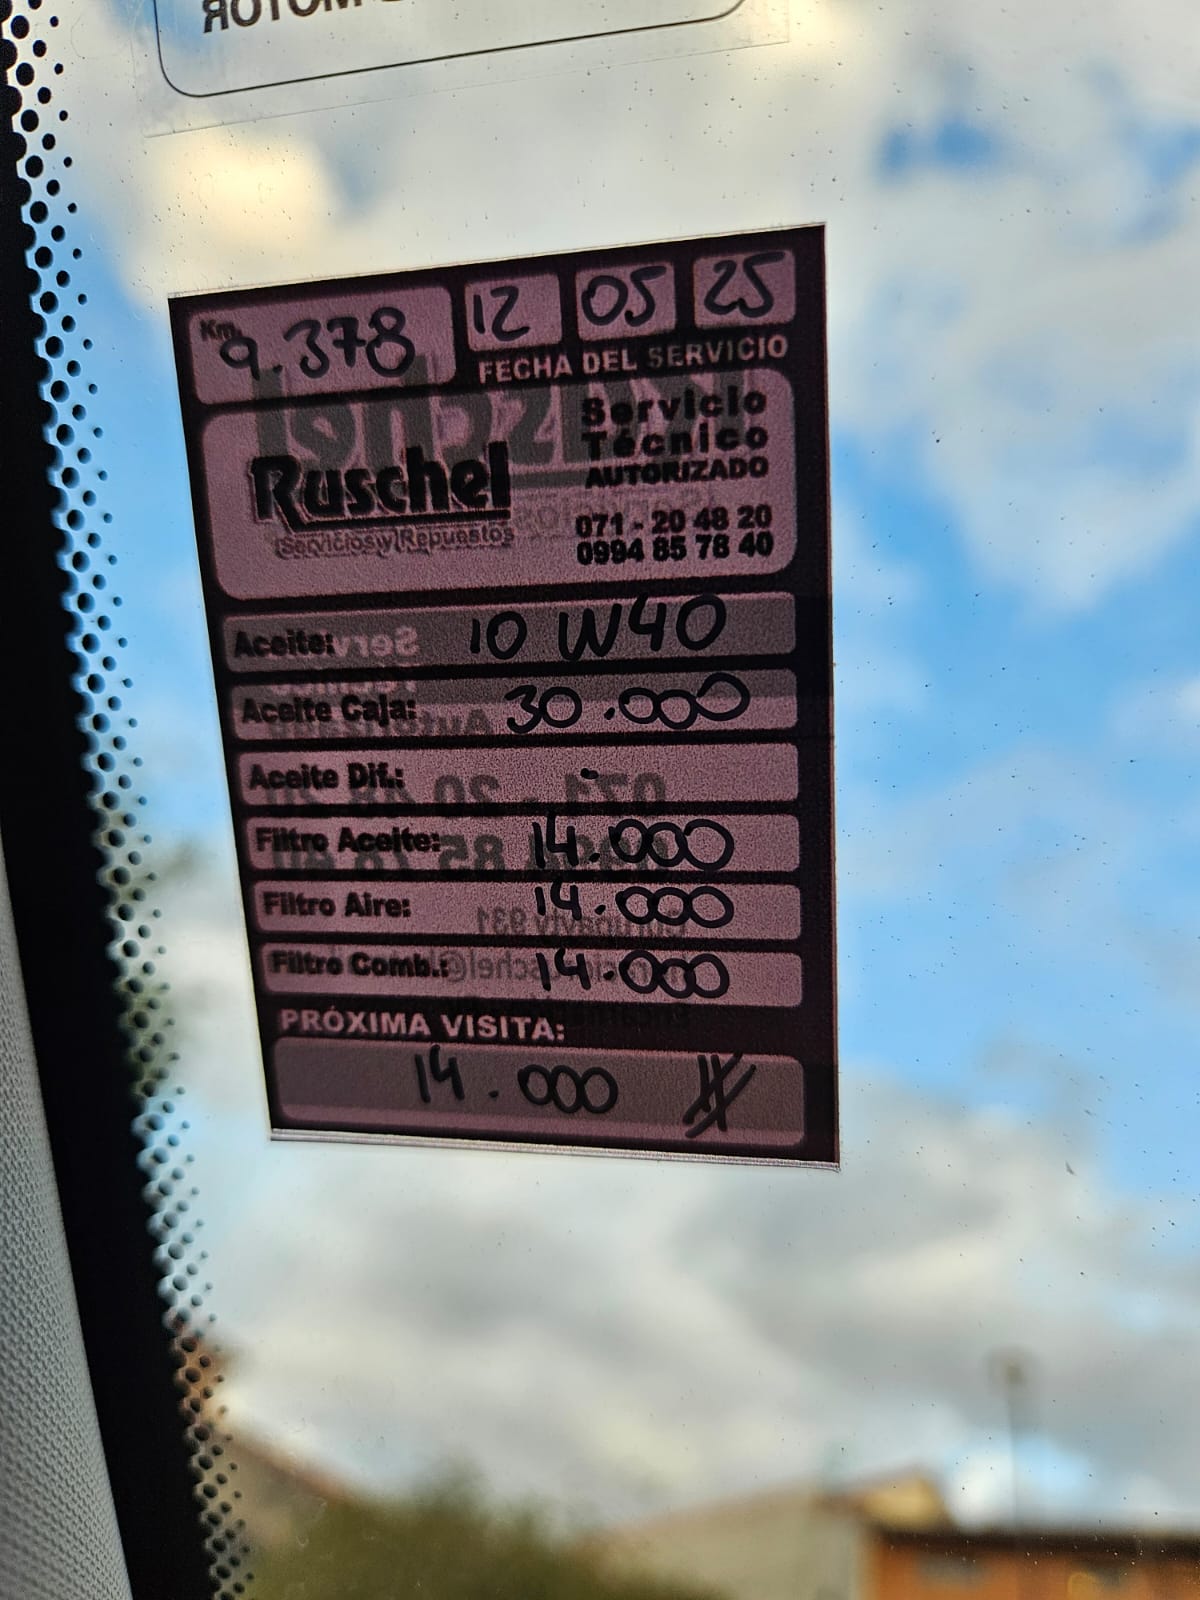 Km. 9.378 12 05 25
FECHA DEL SERVICIO
Ruschel
Servicios y Repuestos
Servicio
Técnico
AUTORIZADO
071 - 20 48 20
0994 85 78 40
Aceite: 10 W40
Aceite Caja: 30.000
Aceite Dif.: -
Filtro Aceite: 14.000
Filtro Aire: 14.000
Filtro Comb.: 14.000
PRÓXIMA VISITA:
14.000